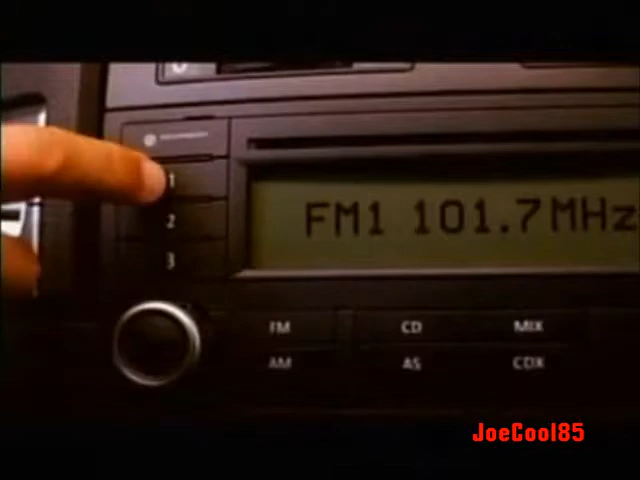 1
FM1 101.7MHz
2
3
FM CD MIX
AM AS CDX
JoeCool85